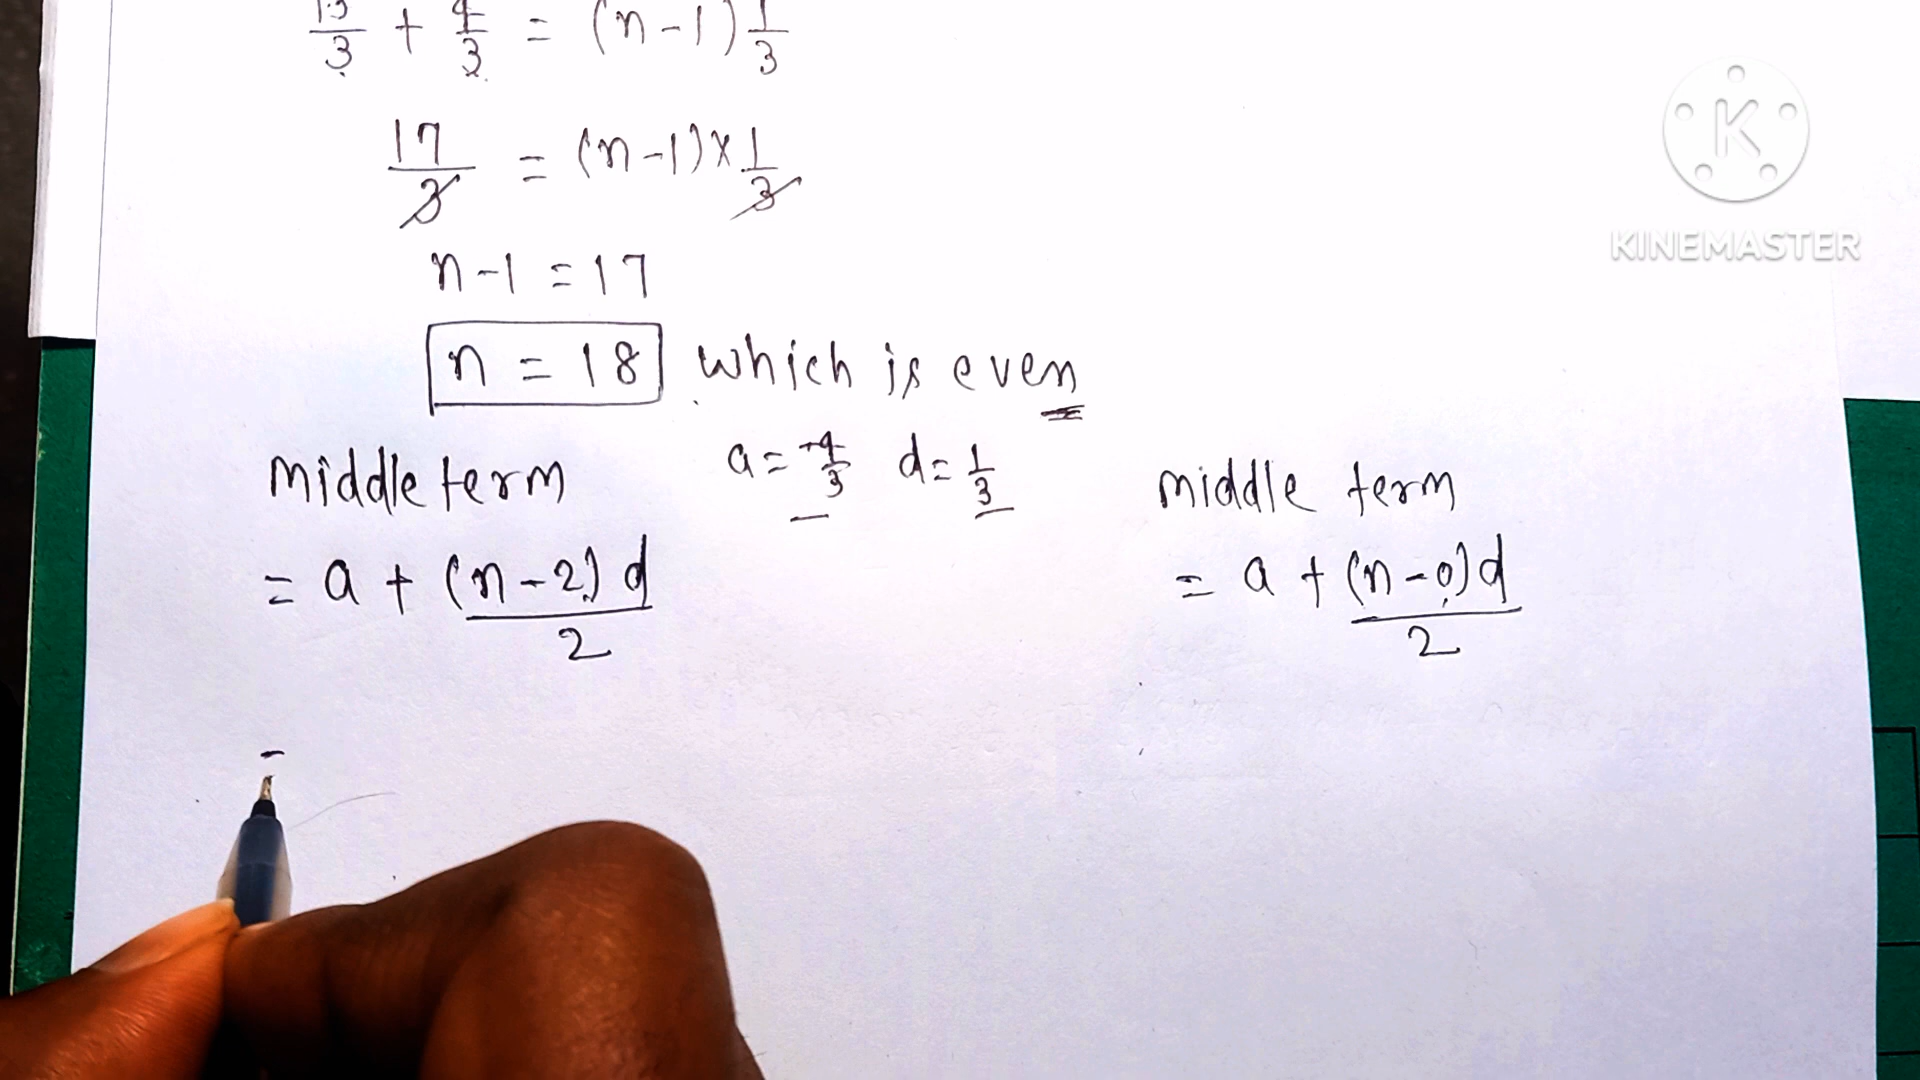 13/3 + 4/3 = (n-1) 1/3
17/3 = (n-1) × 1/3
n-1 = 17
n = 18 which is even
a = -4/3 d = 1/3
middle term
= a + (n-2)d/2
middle term
= a + (n-0)d/2
KINEMASTER